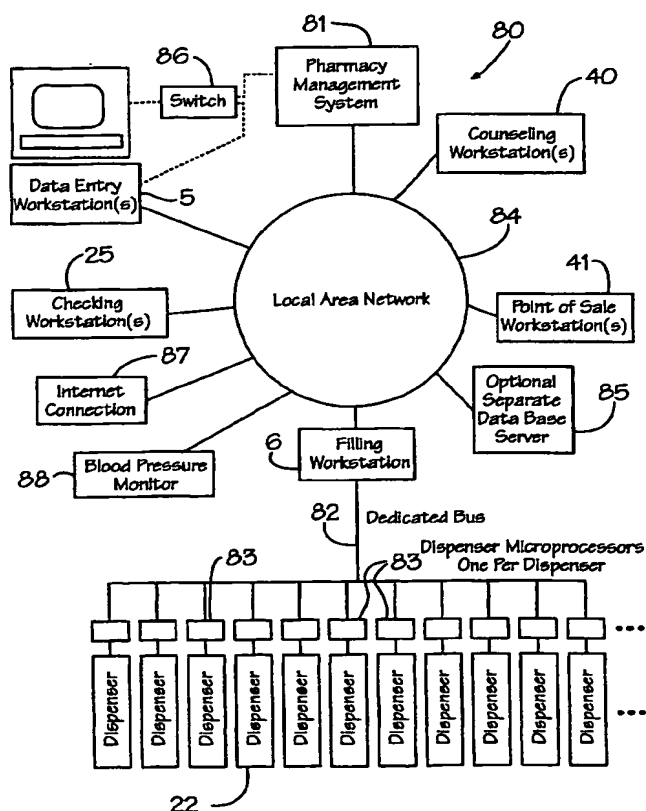 81
86
80
Pharmacy
Management
System
40
Switch
Counseling
Workstation(s)
Data Entry
Workstation(s)
5
84
25
41
Checking
Workstation(s)
Local Area Network
Point of Sale
Workstation(s)
87
Internet
Connection
Optional
Separate
Data Base
Server
85
6
Filling
Workstation
88
Blood Pressure
Monitor
82
Dedicated Bus
83
83
Dispenser Microprocessors
One Per Dispenser
Dispenser
Dispenser
Dispenser
Dispenser
Dispenser
Dispenser
Dispenser
Dispenser
Dispenser
Dispenser
22